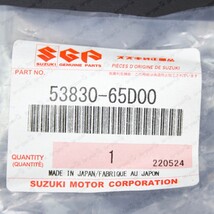 SGP
SUZUKI GENUINE PARTS
スズキ純正部品
PIECES D'ORIGINE DE SUZUKI
PART NO.
53830-65D00
QUANTITY
(QUANTITÉ)
1
220524
MADE IN JAPAN/FABRIQUÉ AU JAPON
SUZUKI MOTOR CORPORATION